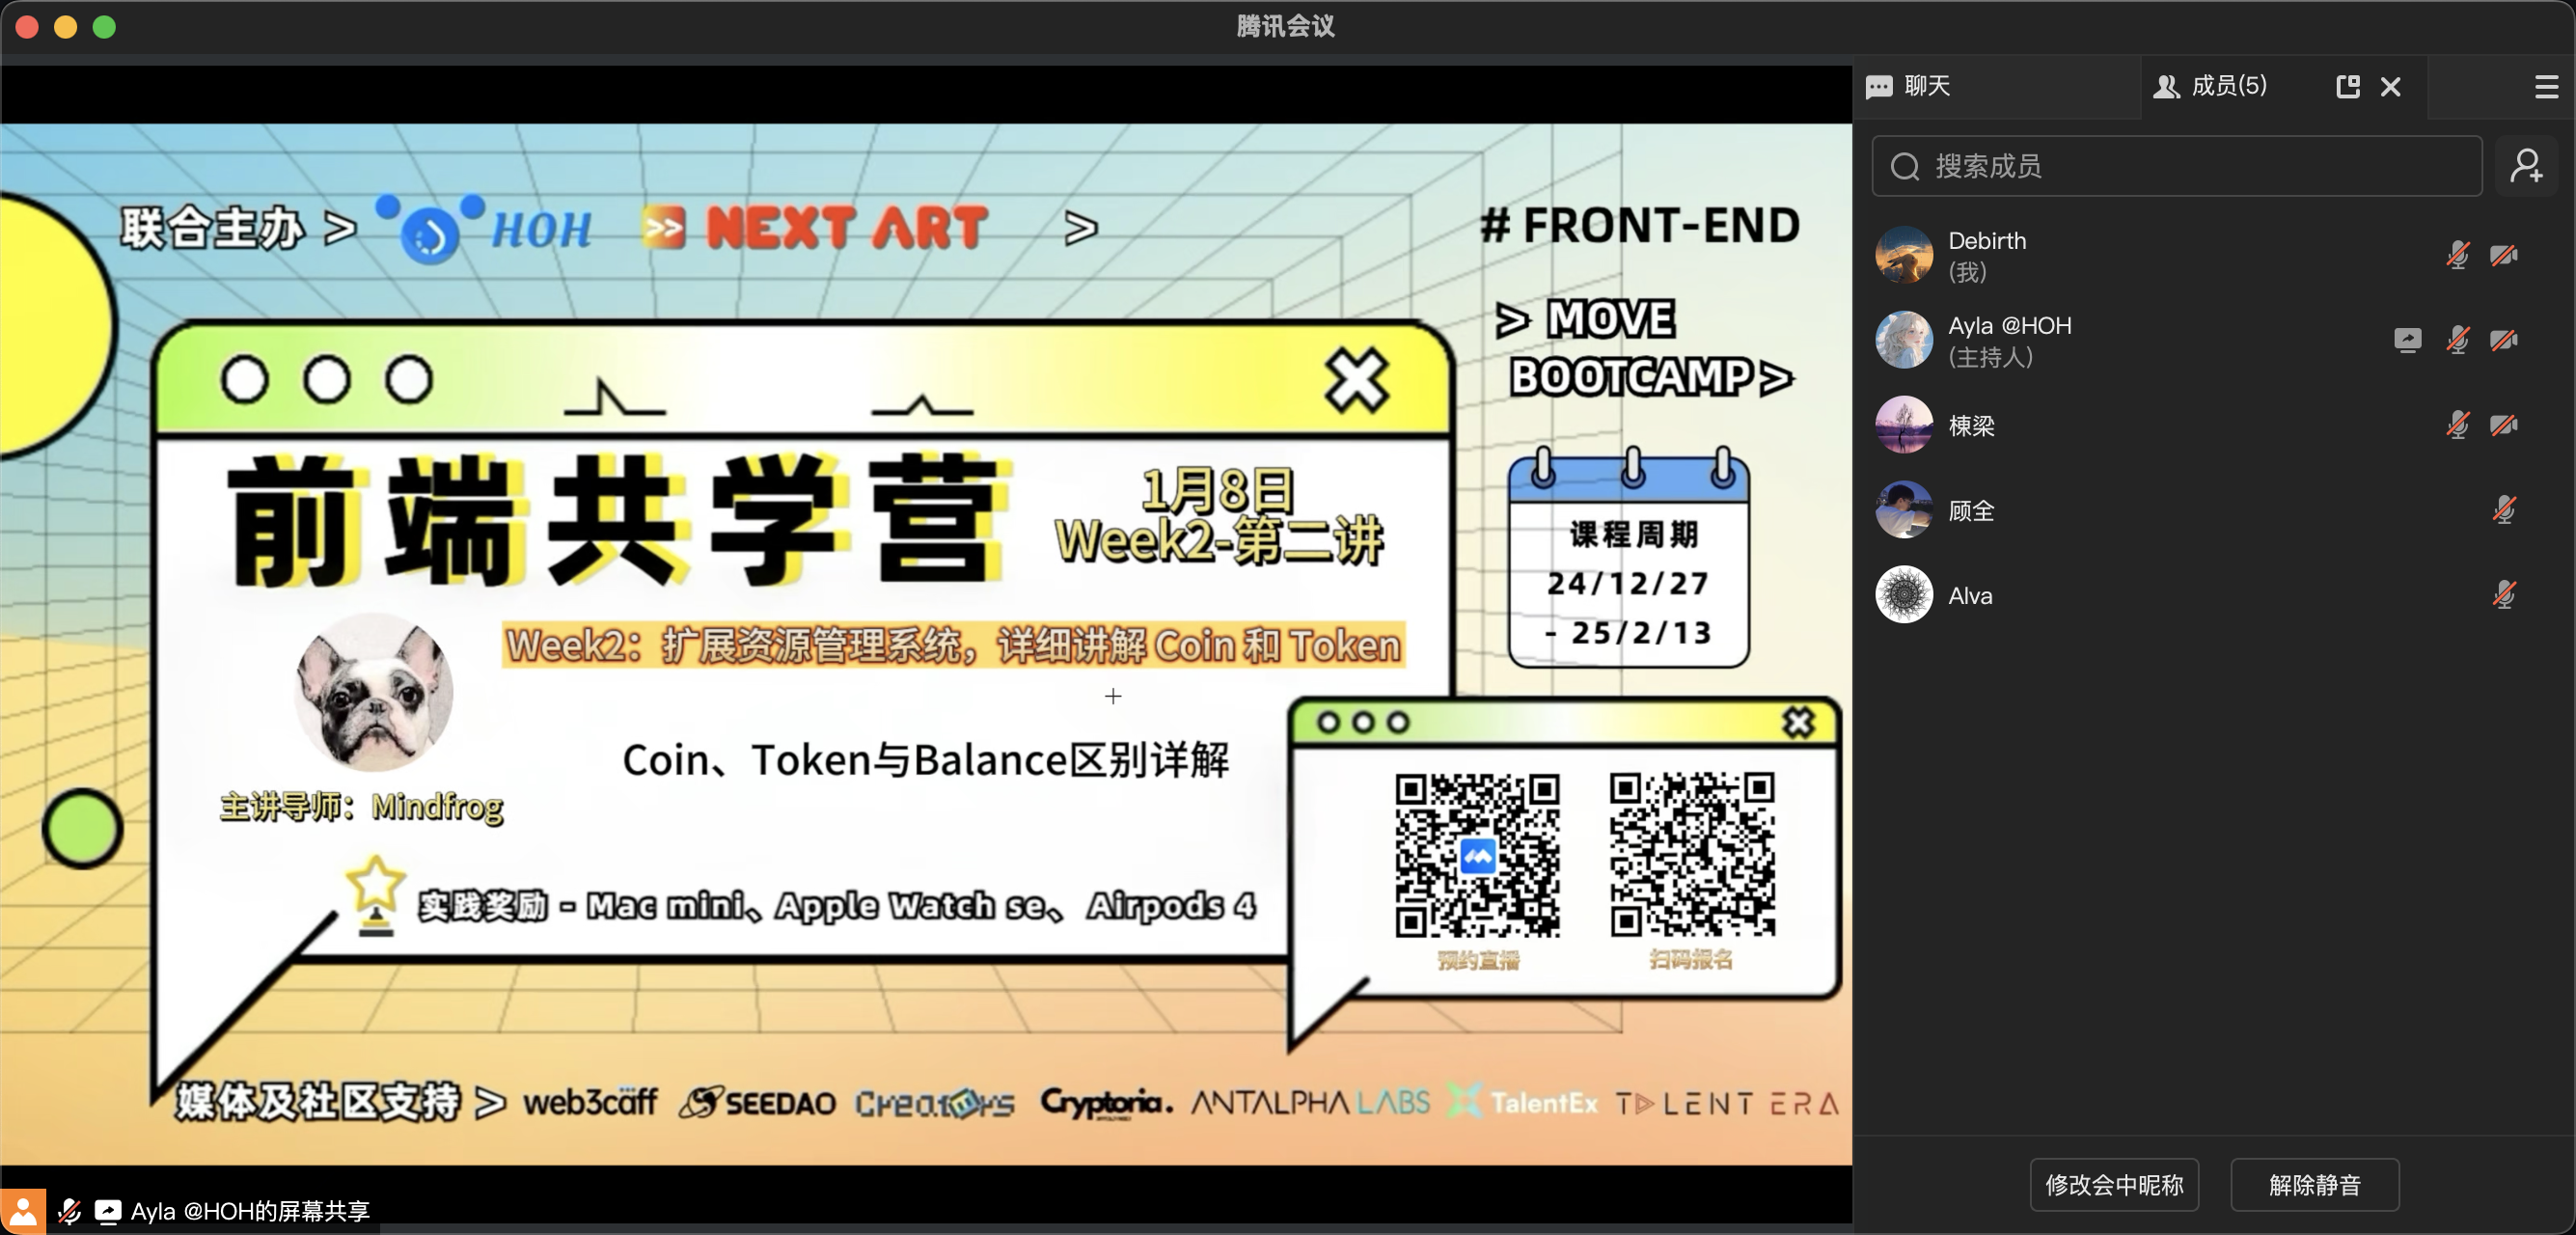 腾讯会议
联合主办 > HOH NEXT ART >
# FRONT-END
> MOVE
BOOTCAMP>
前端共学营
1月8日
Week2-第二讲
课程周期
24/12/27
- 25/2/13
Week2：扩展资源管理系统，详细讲解 Coin 和 Token
Coin、Token与Balance区别详解
主讲导师：Mindfrog
实践奖励 - Mac mini、Apple Watch se、 Airpods 4
预约直播
扫码报名
媒体及社区支持 > web3caff SEEDAO Creators Cryptoria. ANTALPHA LABS TalentEx TALENT ERA
Ayla @HOH的屏幕共享
聊天
成员(5)
搜索成员
Debirth
(我)
Ayla @HOH
(主持人)
棟梁
顾全
Alva
修改会中昵称
解除静音